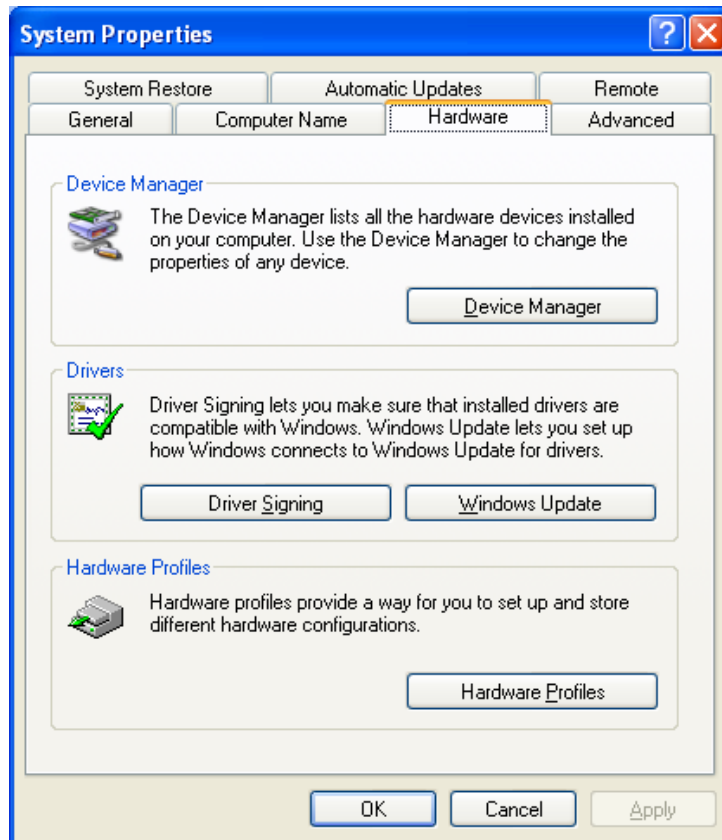 System Properties
System Restore
Automatic Updates
Remote
General
Computer Name
Hardware
Advanced
Device Manager
The Device Manager lists all the hardware devices installed
on your computer. Use the Device Manager to change the
properties of any device.
Device Manager
Drivers
Driver Signing lets you make sure that installed drivers are
compatible with Windows. Windows Update lets you set up
how Windows connects to Windows Update for drivers.
Driver Signing
Windows Update
Hardware Profiles
Hardware profiles provide a way for you to set up and store
different hardware configurations.
Hardware Profiles
OK
Cancel
Apply